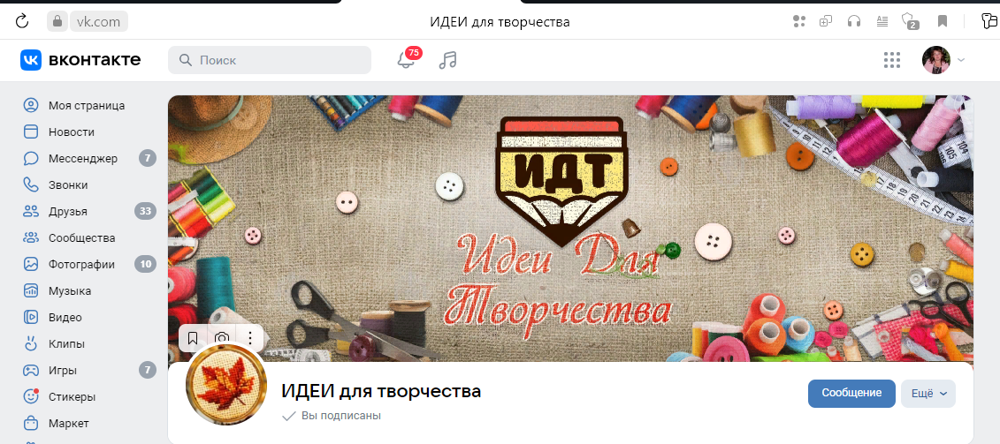 vk.com
ИДЕИ для творчества
2
вконтакте
Поиск
75
Моя страница
Новости
Мессенджер 7
Звонки
Друзья 33
Сообщества
Фотографии 10
Музыка
Видео
Клипы
Игры 7
Стикеры
Маркет
ИДТ
Идеи Для
Творчества
ИДЕИ для творчества
Вы подписаны
Сообщение
Ещё